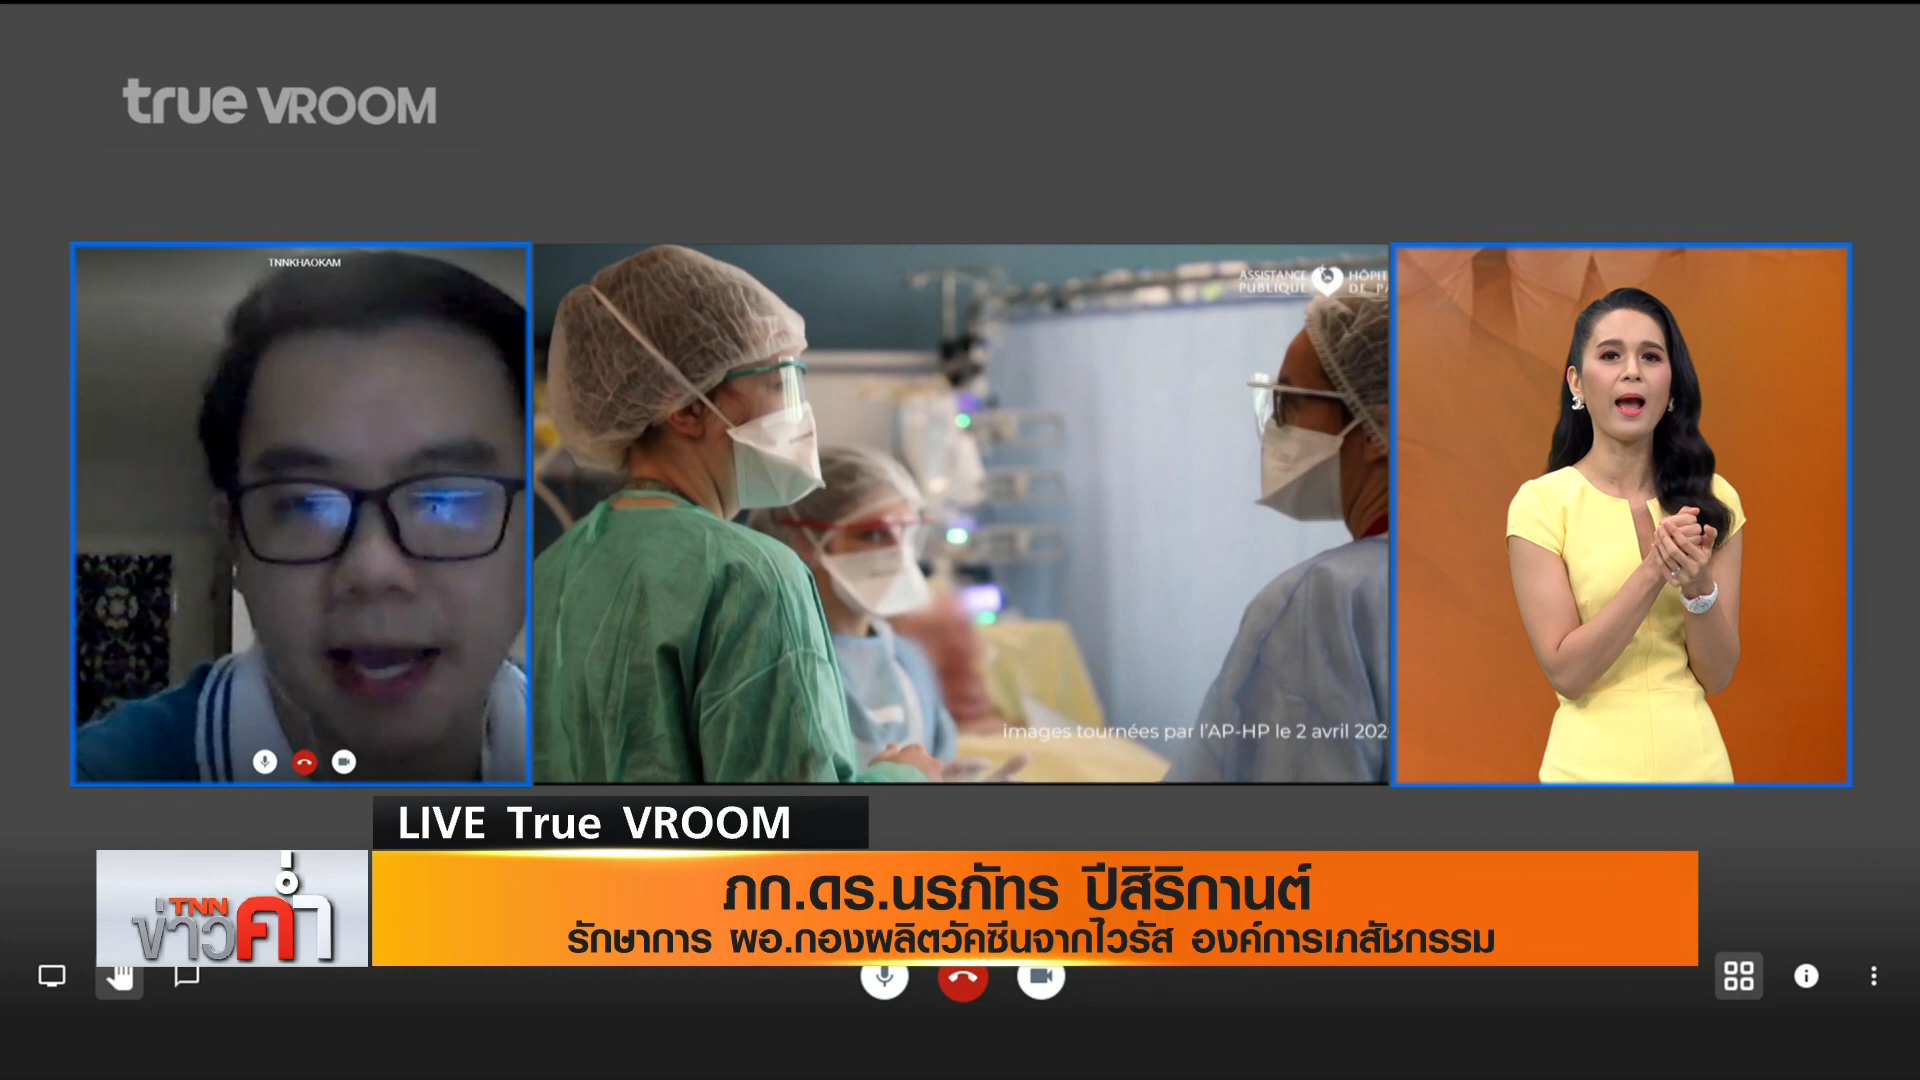 true VROOM
TNNKHAOKAM
ASSISTANCE HÔPIT
PUBLIQUE DE PA
images tournées par l'AP-HP le 2 avril 202
LIVE True VROOM
TNN
ข่าวค่ำ
ภก.ดร.นรภัทร ปีสิริกานต์
รักษาการ ผอ.กองผลิตวัคซีนจากไวรัส องค์การเภสัชกรรม